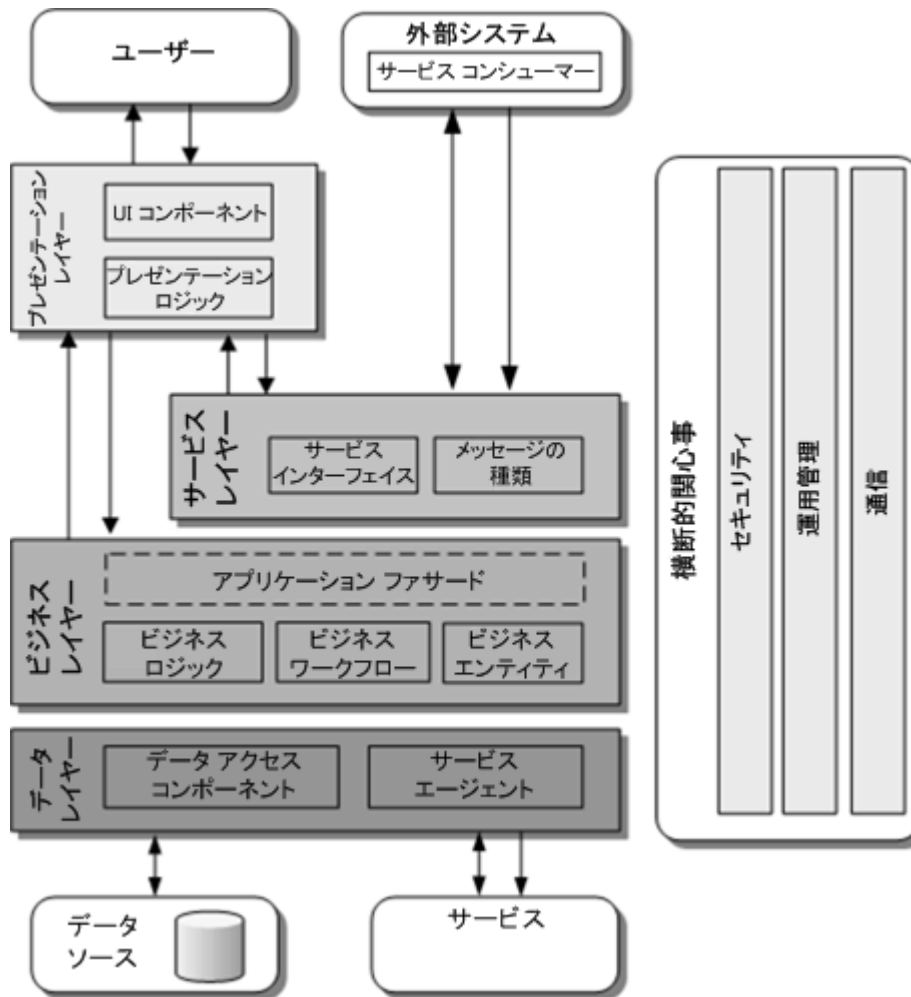 ユーザー
外部システム
サービス コンシューマー
プレゼンテーション
レイヤー
UI コンポーネント
プレゼンテーション
ロジック
サービス
レイヤー
サービス
インターフェイス
メッセージの
種類
ビジネス
レイヤー
アプリケーション ファサード
ビジネス
ロジック
ビジネス
ワークフロー
ビジネス
エンティティ
データ
レイヤー
データ アクセス
コンポーネント
サービス
エージェント
データ
ソース
サービス
横断的関心事
セキュリティ
運用管理
通信